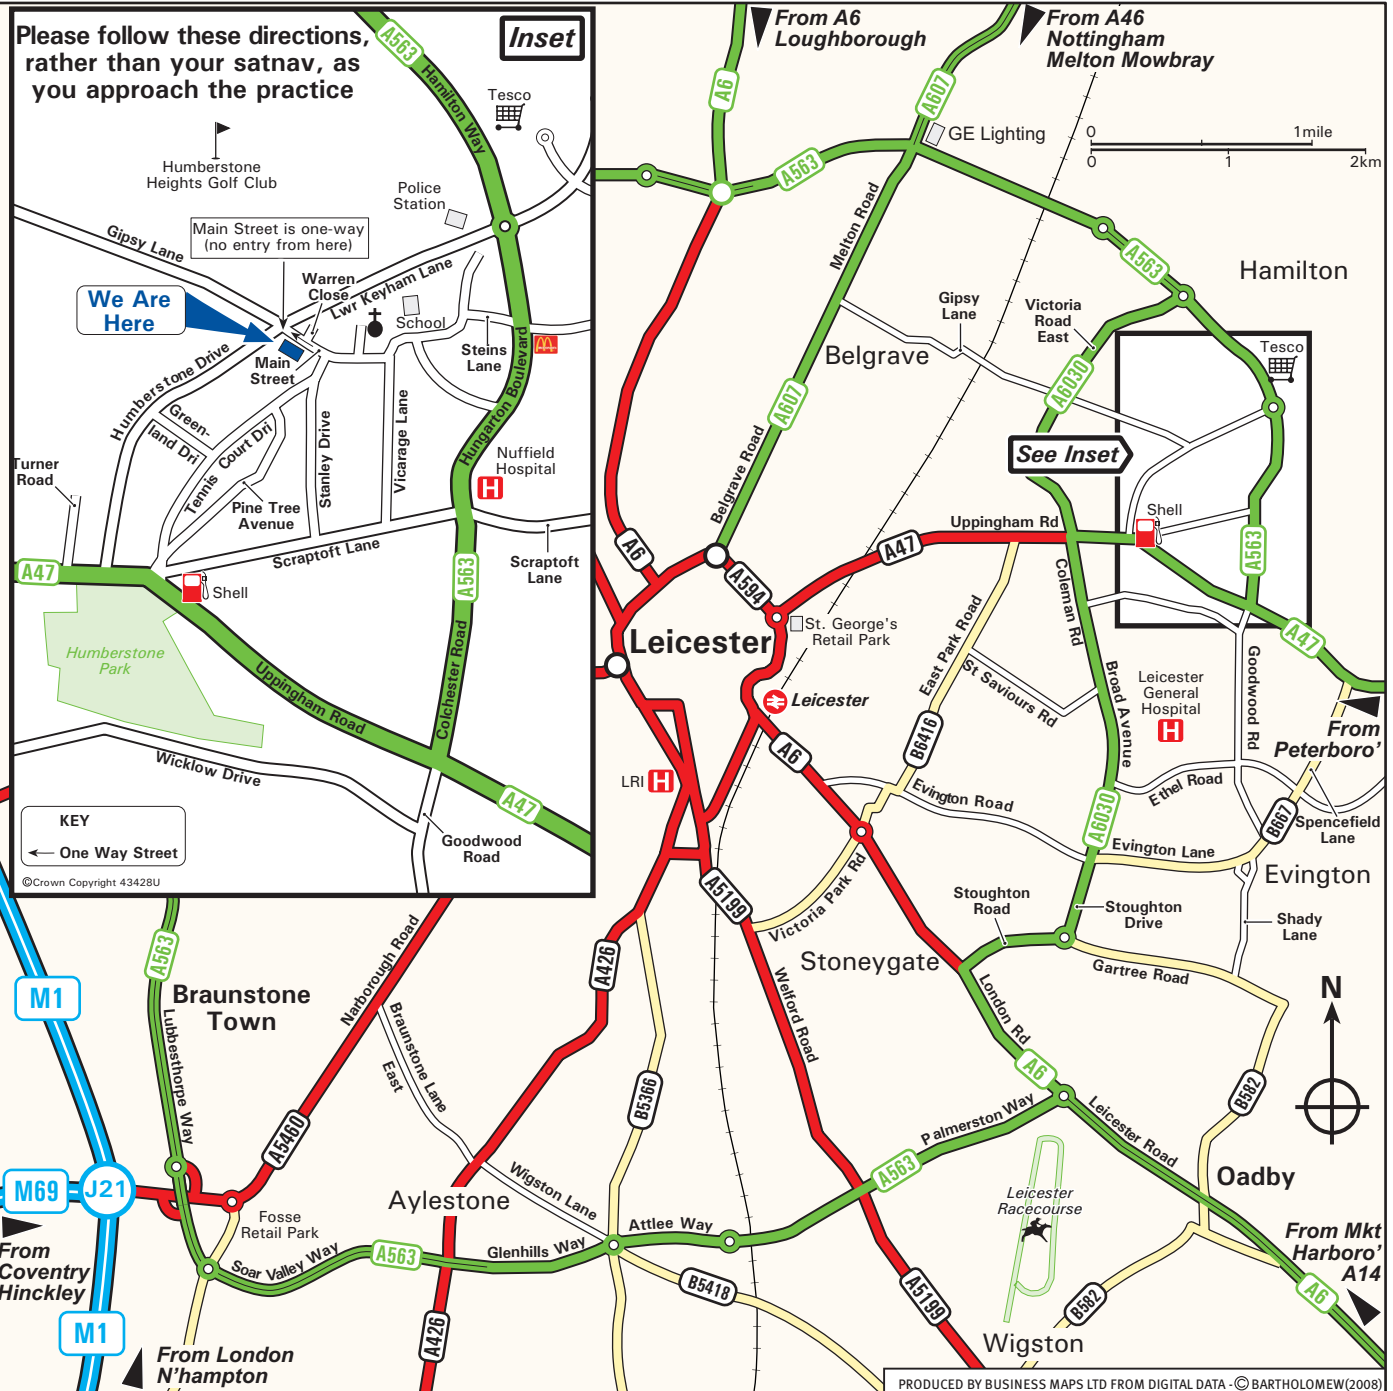 Please follow these directions,
rather than your satnav, as
you approach the practice
Inset
A563
Hamilton Way
Tesco
Humberstone
Heights Golf Club
Police
Station
Gipsy Lane
Main Street is one-way
(no entry from here)
Warren
Close
Lwr Keyham Lane
We Are
Here
School
Main
Street
Steins
Lane
Humberstone Drive
Green-
land Dri
Court Dri
Tennis
Stanley Drive
Vicarage Lane
Hungarton Boulevard
Nuffield
Hospital
H
Turner
Road
Pine Tree
Avenue
Scraptoft Lane
Scraptoft
Lane
A47
Shell
A563
Humberstone
Park
Uppingham Road
Colchester Road
Wicklow Drive
A47
Goodwood
Road
KEY
One Way Street
©Crown Copyright 43428U
From A6
Loughborough
From A46
Nottingham
Melton Mowbray
A6
A607
GE Lighting
0 1mile
0 1 2km
A563
Melton Road
A563
Hamilton
Gipsy
Lane
Victoria
Road
East
Belgrave
Tesco
A6030
A607
See Inset
Belgrave Road
Shell
Uppingham Rd
A47
A6
A594
A563
Coleman Rd
St. George's
Retail Park
Leicester
East Park Road
A47
St Saviours Rd
Broad Avenue
Leicester
General
Hospital
H
Goodwood Rd
Leicester
From
Peterboro'
B6416
A6
LRI H
Evington Road
Ethel Road
A6030
B667
Spencefield
Lane
Evington Lane
Evington
Victoria Park Rd
A5199
Stoughton
Road
Stoughton
Drive
Shady
Lane
Stoneygate
Gartree Road
A563
M1
Braunstone
Town
Narborough Road
A426
Welford Road
London Rd
N
Lubbesthorpe Way
Braunstone Lane
East
A6
B5366
B582
Palmerston Way
Leicester Road
A5460
M69
J21
Wigston Lane
A563
Oadby
Aylestone
Leicester
Racecourse
Fosse
Retail Park
Attlee Way
From Mkt
Harboro'
A14
From
Coventry
Hinckley
Soar Valley Way
A563
Glenhills Way
B5418
A5199
B582
A6
M1
A426
Wigston
From London
N'hampton
PRODUCED BY BUSINESS MAPS LTD FROM DIGITAL DATA - © BARTHOLOMEW(2008)